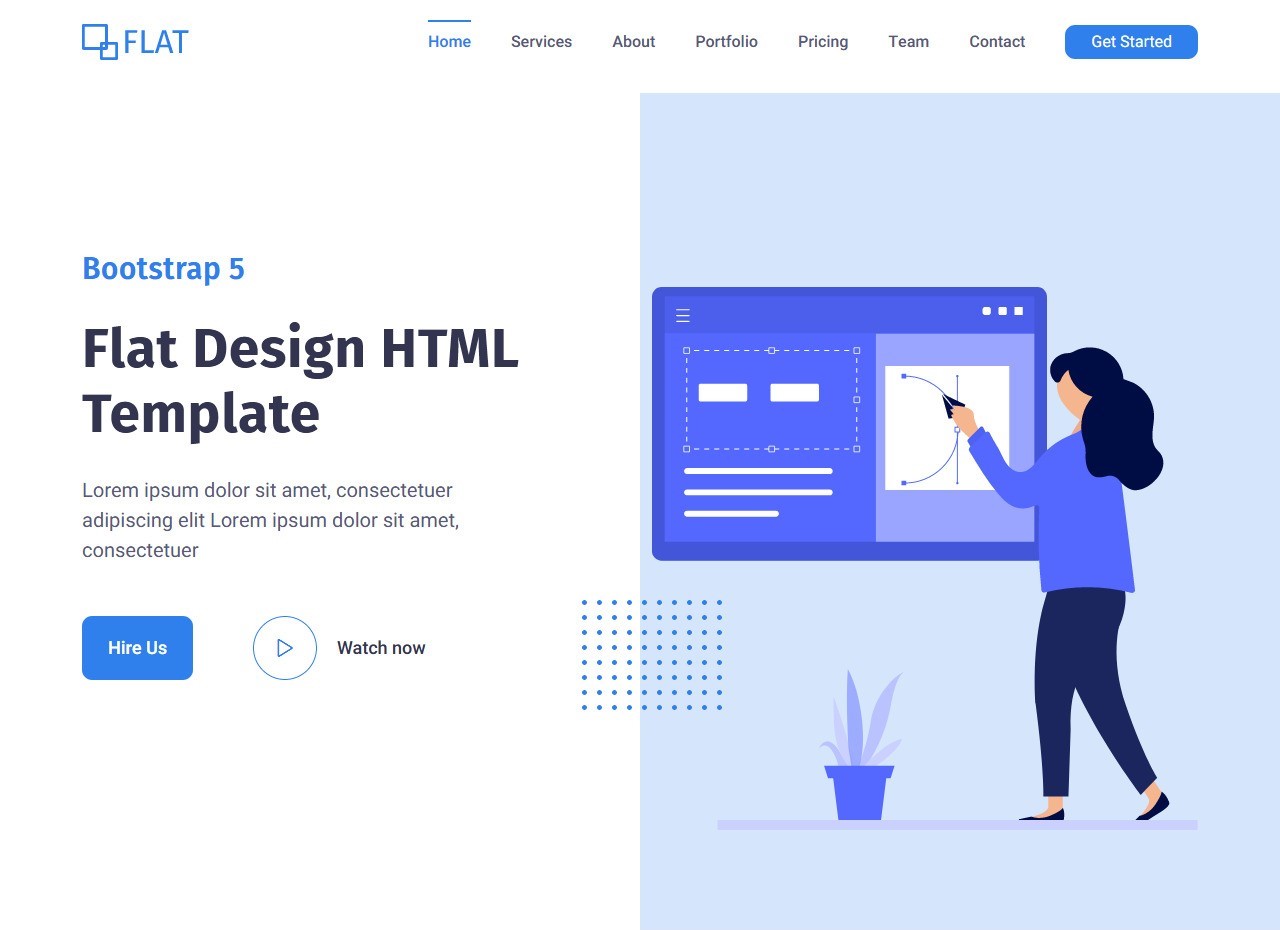 FLAT
Home Services About Portfolio Pricing Team Contact Get Started
Bootstrap 5
Flat Design HTML
Template
Lorem ipsum dolor sit amet, consectetuer
adipiscing elit Lorem ipsum dolor sit amet,
consectetuer
Hire Us Watch now